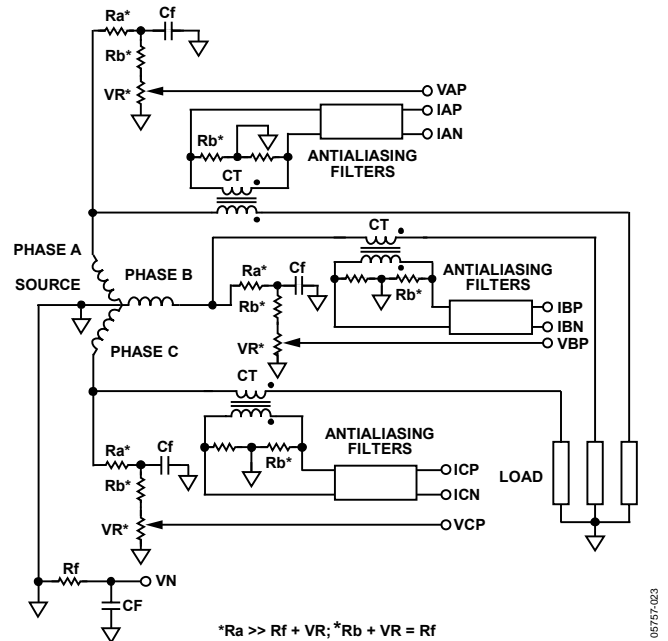 Ra*
Cf
Rb*
VR*
VAP
IAP
IAN
Rb*
ANTIALIASING
FILTERS
CT
CT
PHASE A
SOURCE
PHASE B
PHASE C
Ra*
Cf
Rb*
VR*
ANTIALIASING
FILTERS
Rb*
IBP
IBN
VBP
CT
Ra*
Cf
Rb*
VR*
ANTIALIASING
FILTERS
Rb*
ICP
ICN
VCP
LOAD
Rf
VN
CF
*Ra >> Rf + VR; *Rb + VR = Rf
05757-023